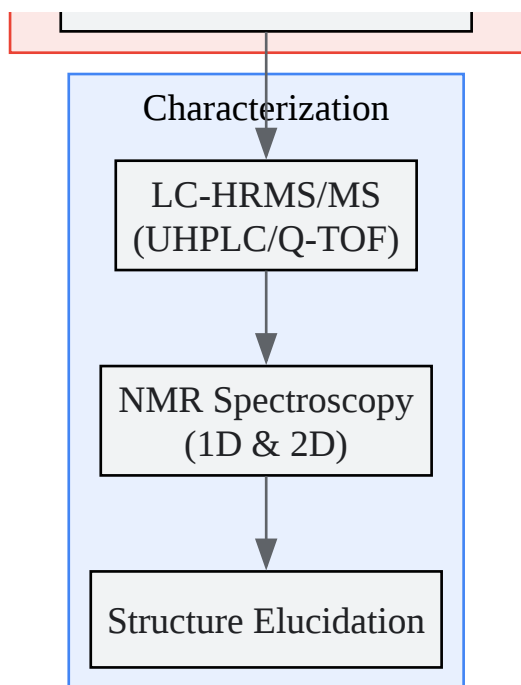 Characterization
LC-HRMS/MS
(UHPLC/Q-TOF)
NMR Spectroscopy
(1D & 2D)
Structure Elucidation